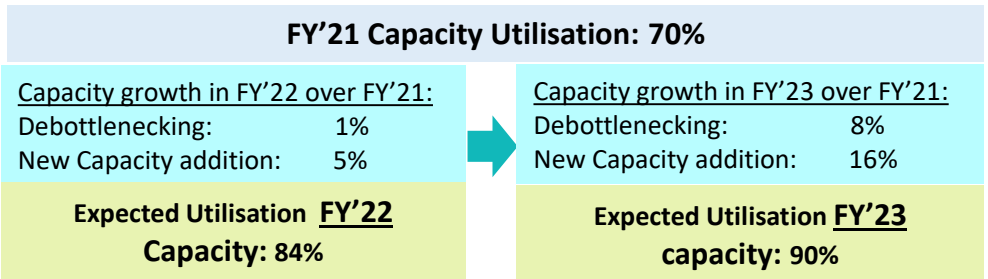 FY’21 Capacity Utilisation: 70%
Capacity growth in FY’22 over FY’21:
Debottlenecking: 1%
New Capacity addition: 5%
Expected Utilisation FY’22
Capacity: 84%
Capacity growth in FY’23 over FY’21:
Debottlenecking: 8%
New Capacity addition: 16%
Expected Utilisation FY’23
capacity: 90%